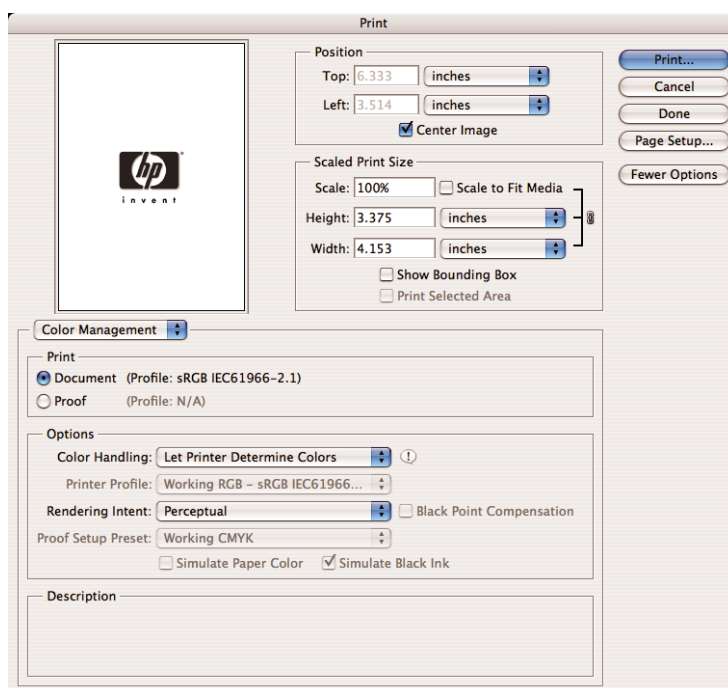 Print
hp
invent
Position
Top: 6.333 inches
Left: 3.514 inches
Center Image
Scaled Print Size
Scale: 100% Scale to Fit Media
Height: 3.375 inches
Width: 4.153 inches
Show Bounding Box
Print Selected Area
Print...
Cancel
Done
Page Setup...
Fewer Options
Color Management
Print
Document (Profile: sRGB IEC61966-2.1)
Proof (Profile: N/A)
Options
Color Handling: Let Printer Determine Colors
Printer Profile: Working RGB - sRGB IEC61966...
Rendering Intent: Perceptual Black Point Compensation
Proof Setup Preset: Working CMYK
Simulate Paper Color Simulate Black Ink
Description